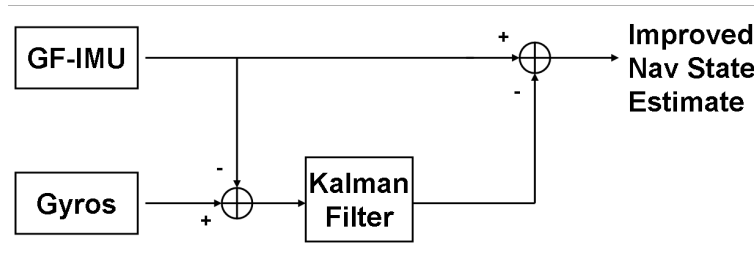 GF-IMU
+
Improved
Nav State
Estimate
-
-
Gyros
+
Kalman
Filter